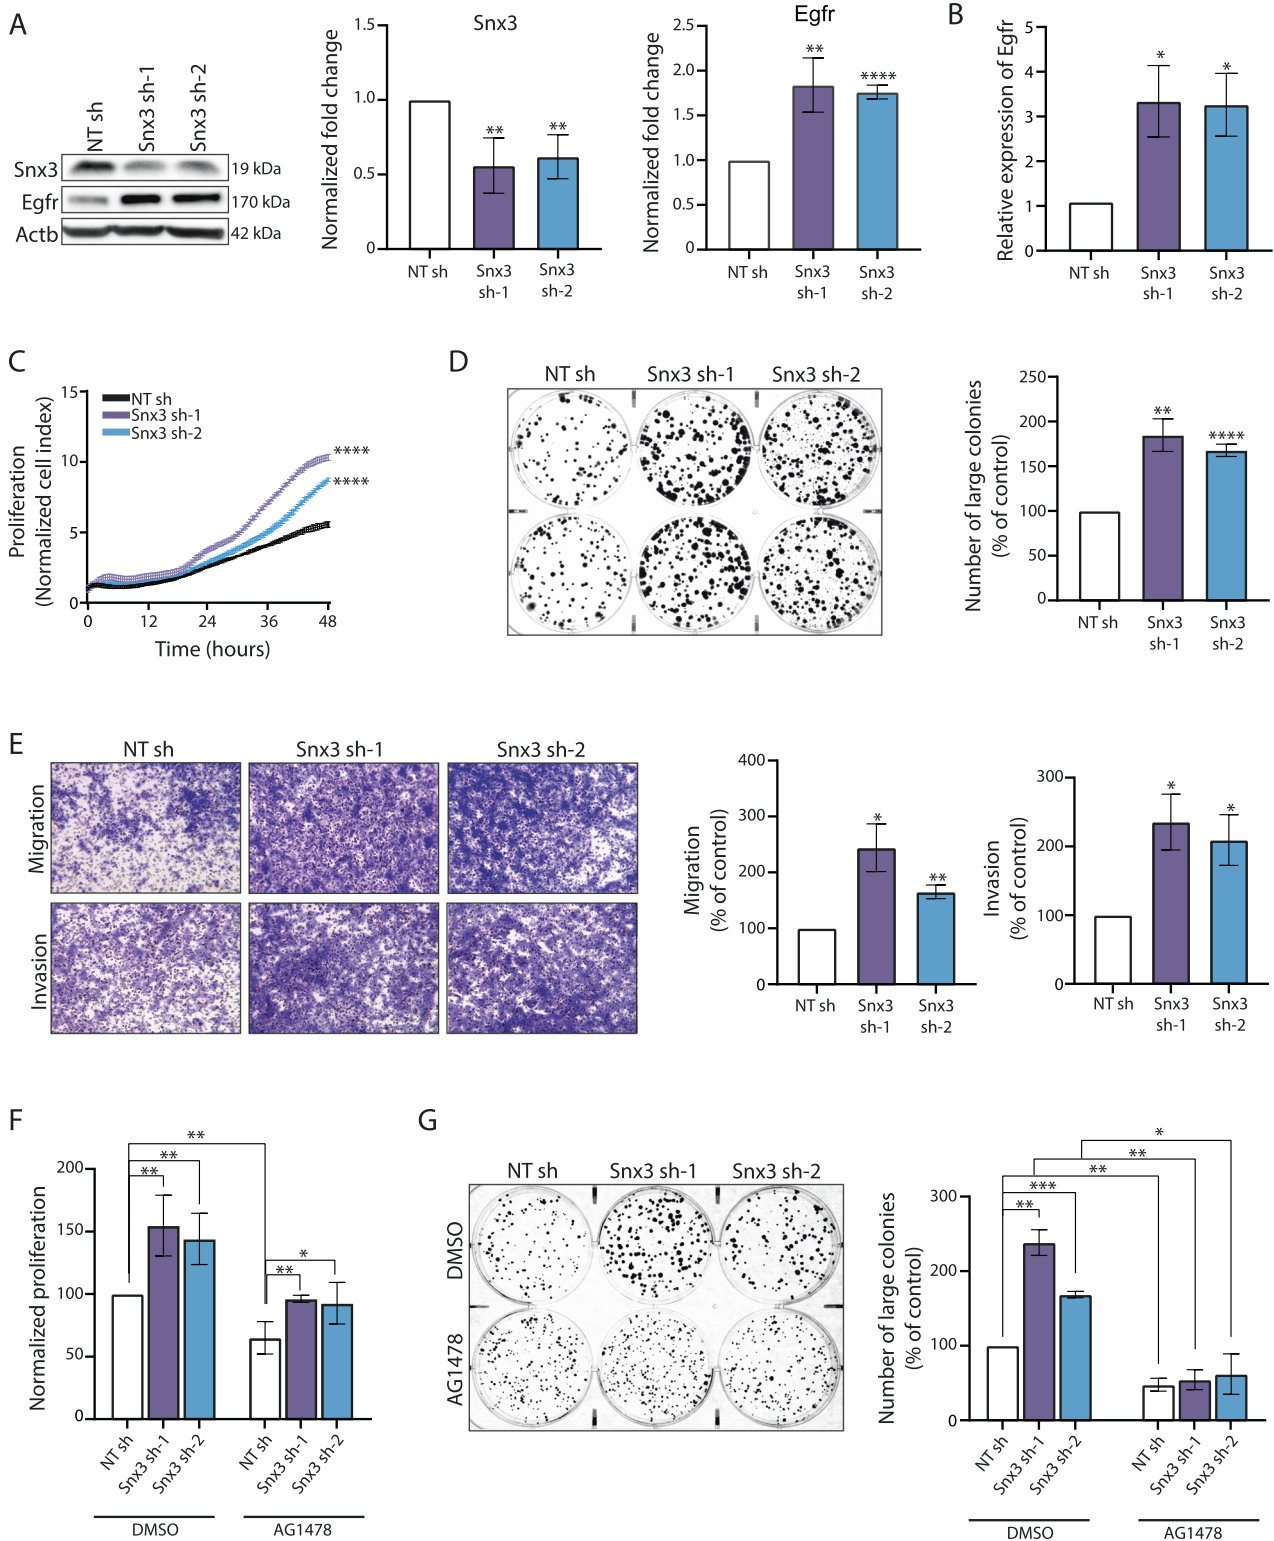 A
NT sh
Snx3 sh-1
Snx3 sh-2
Snx3
19 kDa
Egfr
170 kDa
Actb
42 kDa
Snx3
Normalized fold change
1.5
1.0
0.5
0
**
**
NT sh
Snx3
sh-1
Snx3
sh-2
Egfr
Normalized fold change
2.5
2.0
1.5
1.0
0.5
0
**
****
NT sh
Snx3
sh-1
Snx3
sh-2
B
Relative expression of Egfr
5
4
3
2
1
0
*
*
NT sh
Snx3
sh-1
Snx3
sh-2
C
Proliferation
(Normalized cell index)
15
10
5
0
NT sh
Snx3 sh-1
Snx3 sh-2
****
****
0
12
24
36
48
Time (hours)
D
NT sh
Snx3 sh-1
Snx3 sh-2
Number of large colonies
(% of control)
250
200
150
100
50
0
**
****
NT sh
Snx3
sh-1
Snx3
sh-2
E
NT sh
Snx3 sh-1
Snx3 sh-2
Migration
Invasion
Migration
(% of control)
400
300
200
100
0
*
**
NT sh
Snx3
sh-1
Snx3
sh-2
Invasion
(% of control)
300
200
100
0
*
*
NT sh
Snx3
sh-1
Snx3
sh-2
F
Normalized proliferation
200
150
100
50
0
**
**
**
*
**
NT sh
Snx3 sh-1
Snx3 sh-2
NT sh
Snx3 sh-1
Snx3 sh-2
DMSO
AG1478
G
NT sh
Snx3 sh-1
Snx3 sh-2
DMSO
AG1478
Number of large colonies
(% of control)
300
200
100
0
*
**
**
***
**
NT sh
Snx3 sh-1
Snx3 sh-2
NT sh
Snx3 sh-1
Snx3 sh-2
DMSO
AG1478